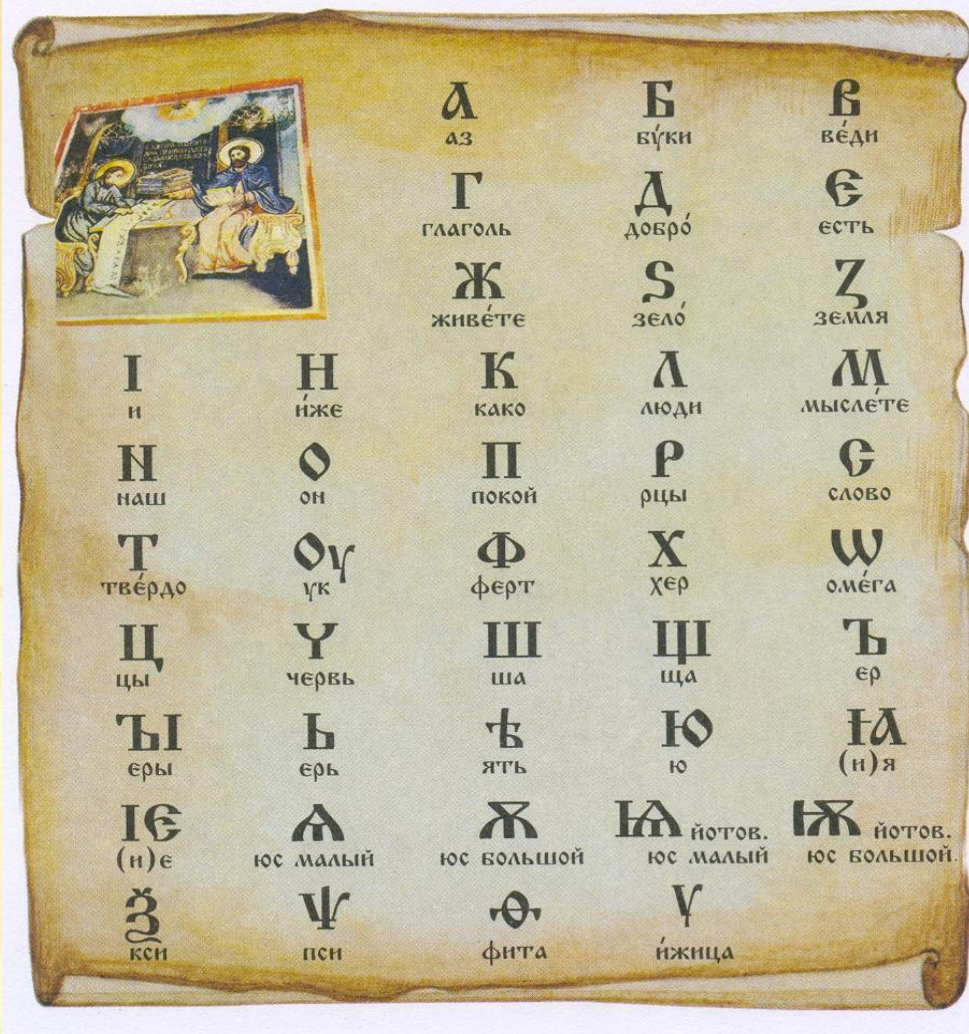 А Б В
аз бу́ки ве́ди
Г Д Є
глаголь добро́ єсть
Ж Ѕ З
живе́те зело́ земля
І Н К Л М
и и́же како люди мысле́те
N О П Р С
наш он покой рцы слово
Т Оу Ф Х Ѡ
тве́рдо ук ферт хер оме́га
Ц Ч Ш Щ Ъ
цы червь ша ща ер
ЪІ Ь Ѣ Ю Ꙗ
еры ерь ять ю (и)я
Ѥ Ѧ Ѫ Ѩ йотов. Ѭ йотов.
(и)е юс малый юс большой юс малый юс большой.
Ѯ Ѱ Ѳ Ѵ
кси пси фита и́жица